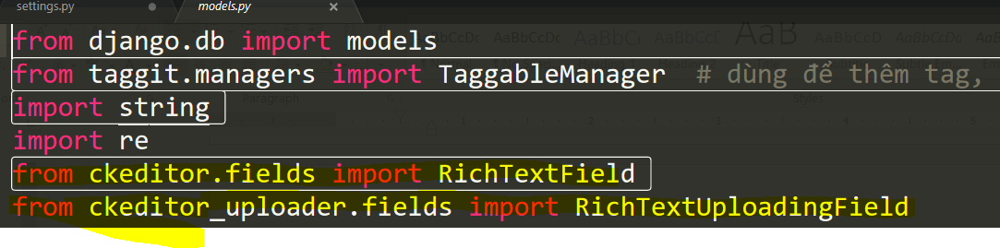 settings.py models.py ×
from django.db import models
from taggit.managers import TaggableManager # dùng để thêm tag,
import string
import re
from ckeditor.fields import RichTextField
from ckeditor_uploader.fields import RichTextUploadingField